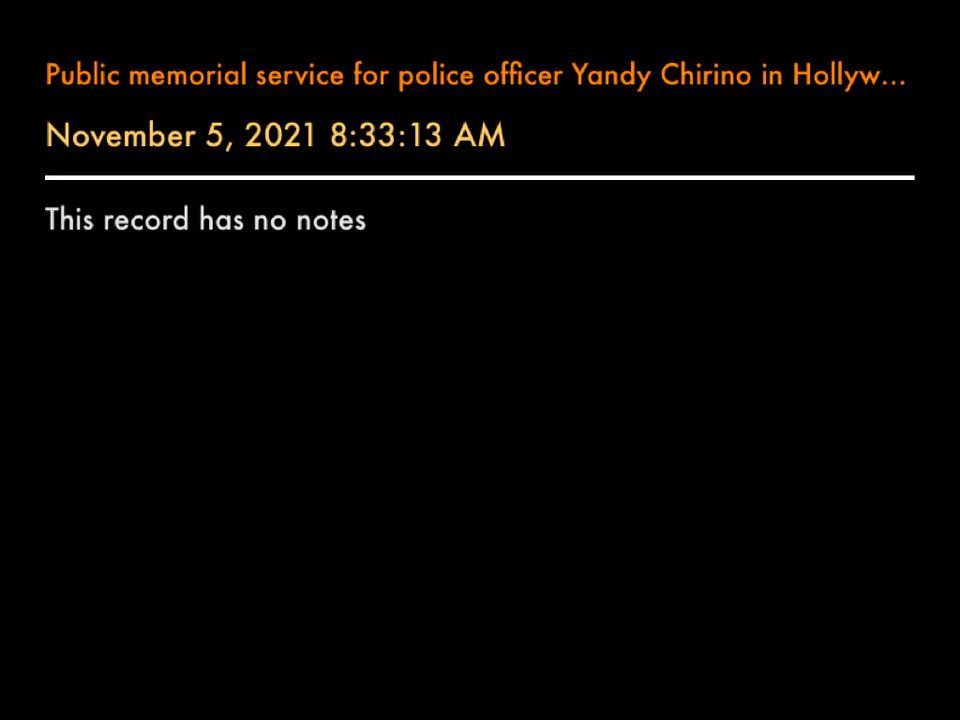 Public memorial service for police officer Yandy Chirino in Hollyw...
November 5, 2021 8:33:13 AM
This record has no notes